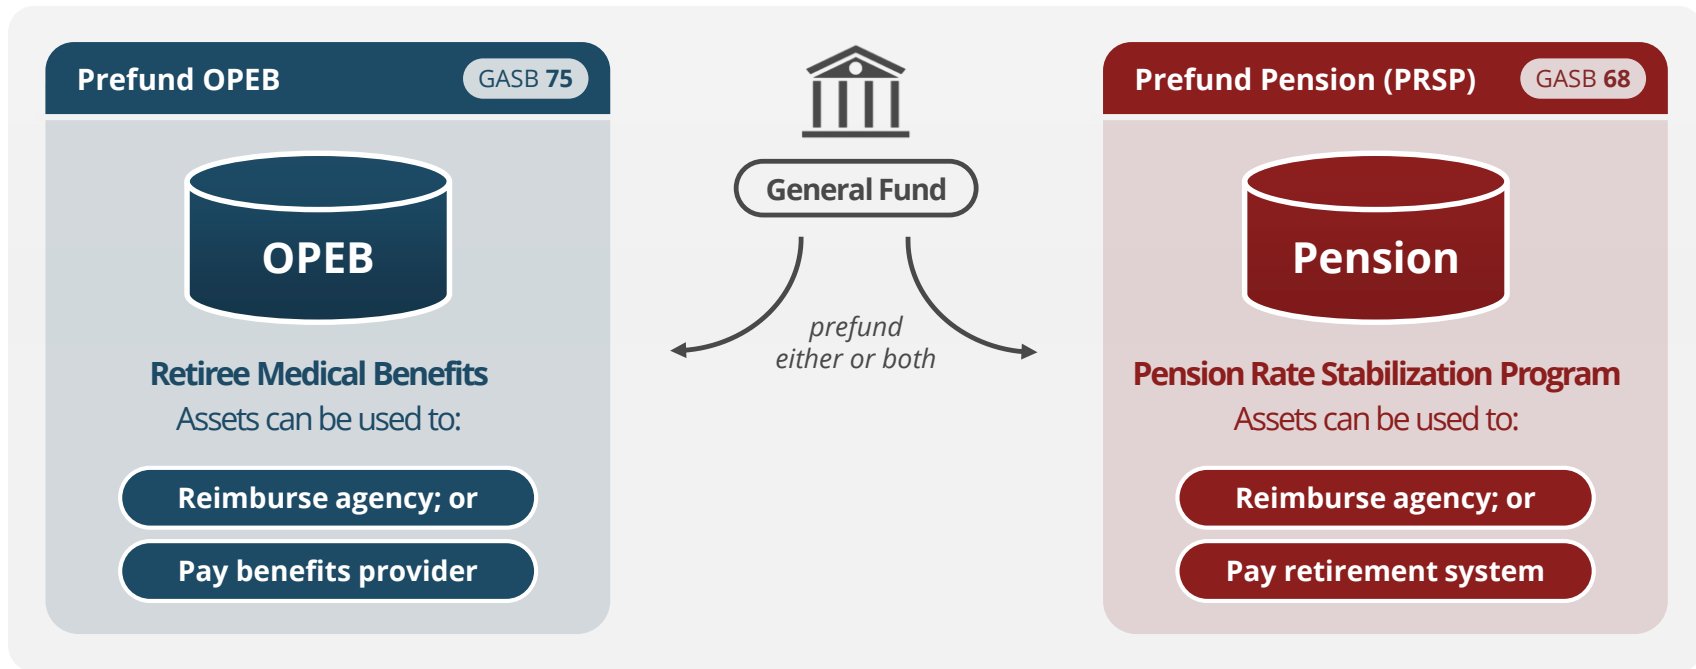 Prefund OPEB
GASB 75
OPEB
Retiree Medical Benefits
Assets can be used to:
Reimburse agency; or
Pay benefits provider
General Fund
prefund
either or both
Prefund Pension (PRSP)
GASB 68
Pension
Pension Rate Stabilization Program
Assets can be used to:
Reimburse agency; or
Pay retirement system